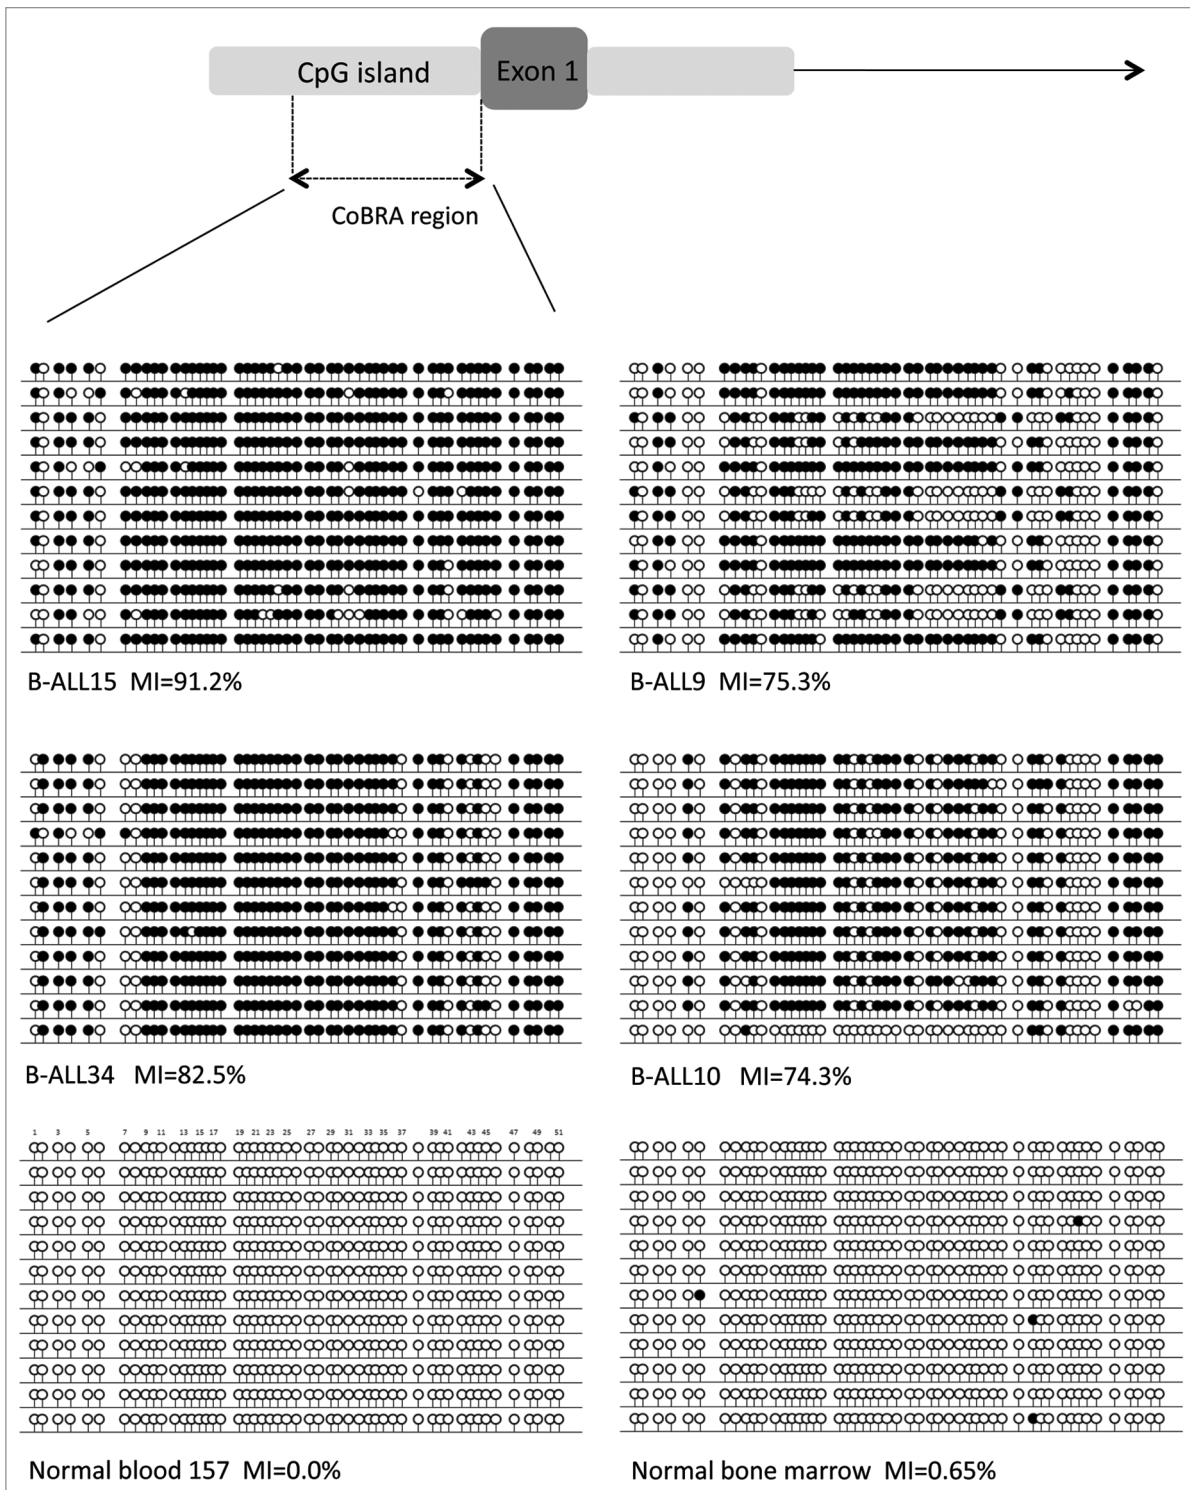 CpG island
Exon 1
CoBRA region
B-ALL15 MI=91.2%
B-ALL9 MI=75.3%
B-ALL34 MI=82.5%
B-ALL10 MI=74.3%
1 3 5 7 9 11 13 15 17 19 21 23 25 27 29 31 33 35 37 39 41 43 45 47 49 51
Normal blood 157 MI=0.0%
Normal bone marrow MI=0.65%